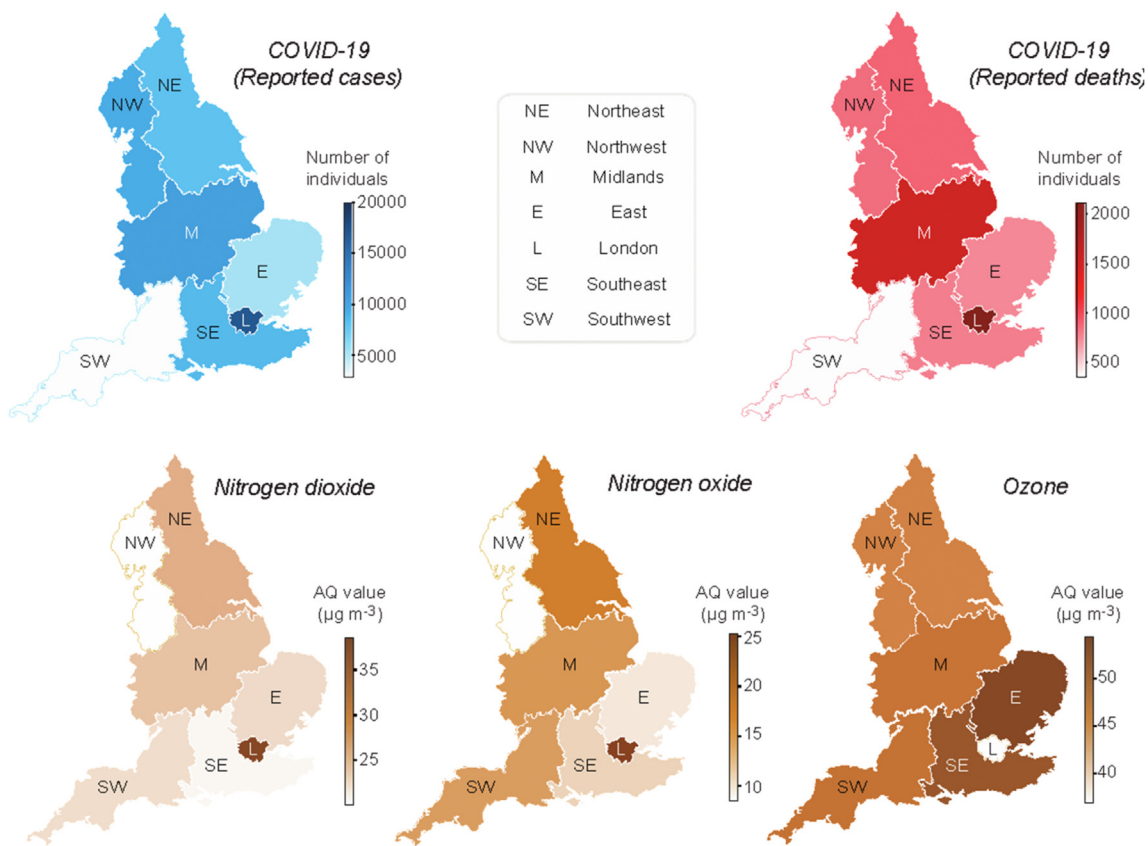 COVID-19
(Reported cases)
NE
NW
M
E
L
SE
SW
Number of
individuals
20000
15000
10000
5000
NE Northeast
NW Northwest
M Midlands
E East
L London
SE Southeast
SW Southwest
COVID-19
(Reported deaths)
NE
NW
M
E
L
SE
SW
Number of
individuals
2000
1500
1000
500
Nitrogen dioxide
NE
NW
M
E
L
SE
SW
AQ value
(µg m-3)
35
30
25
Nitrogen oxide
NE
NW
M
E
L
SE
SW
AQ value
(µg m-3)
25
20
15
10
Ozone
NE
NW
M
E
L
SE
SW
AQ value
(µg m-3)
50
45
40